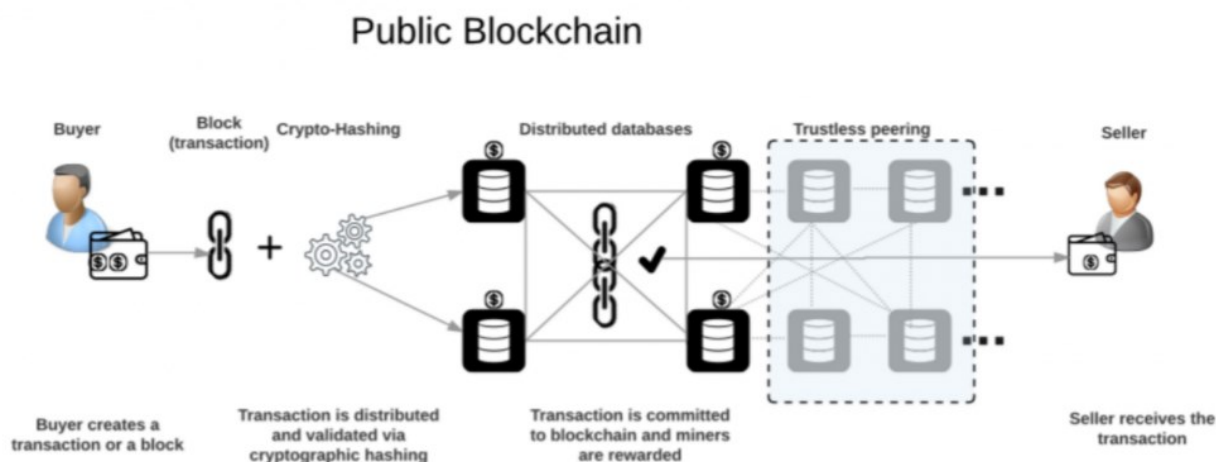 Public Blockchain
Buyer
Block
(transaction)
Crypto-Hashing
Distributed databases
Trustless peering
Seller
$
$
$ $
$
$
$
Buyer creates a
transaction or a block
Transaction is distributed
and validated via
cryptographic hashing
Transaction is committed
to blockchain and miners
are rewarded
Seller receives the
transaction